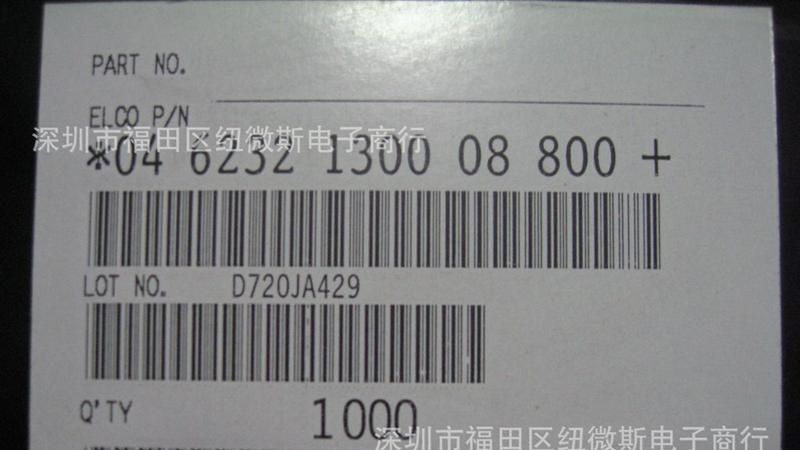 PART NO.
ELCO P/N
深圳市福田区纽微斯电子商行
*04 6232 1300 08 800 +
LOT NO. D720JA429
Q'TY 1000
深圳市福田区纽微斯电子商行